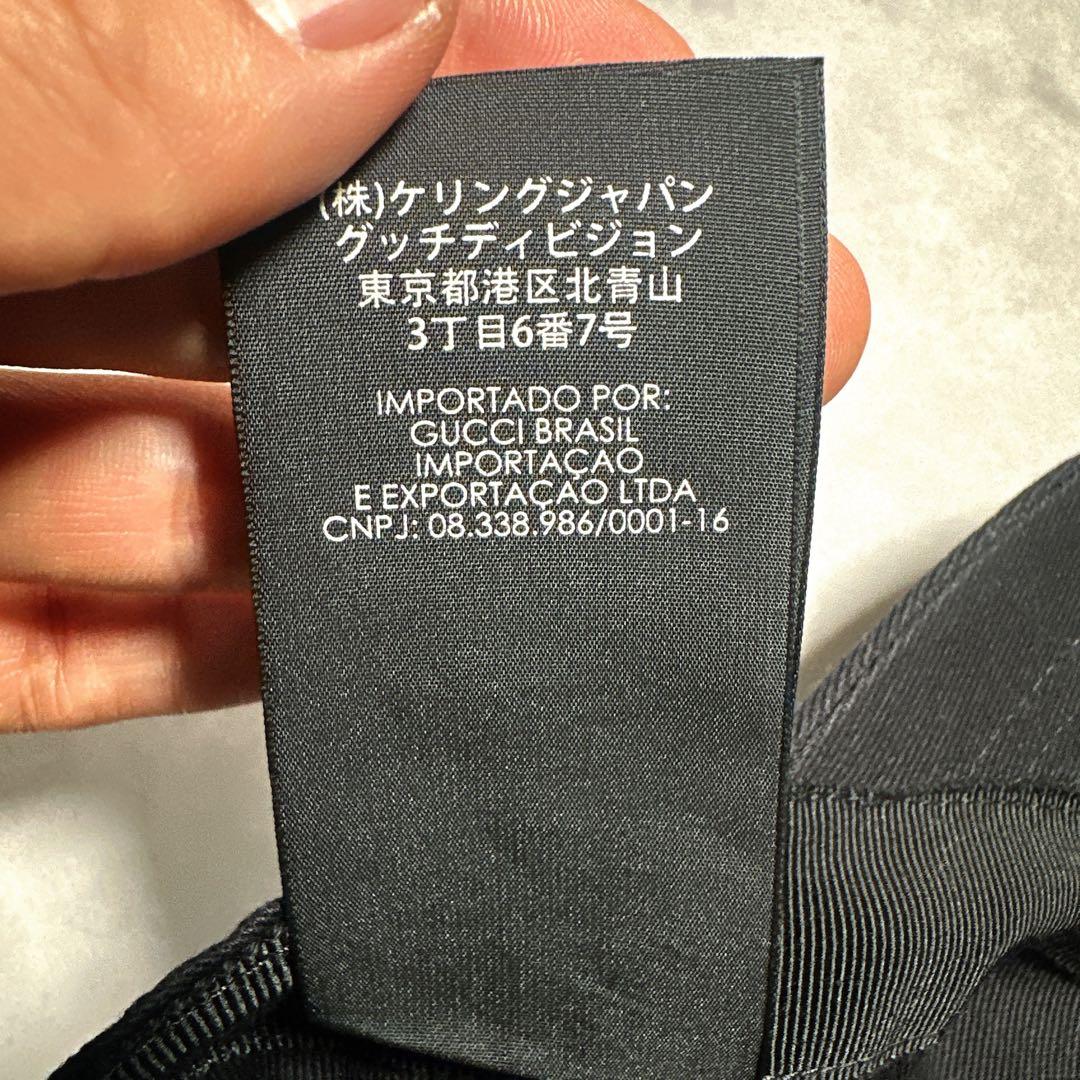 (株)ケリングジャパン
グッチディビジョン
東京都港区北青山
3丁目6番7号
IMPORTADO POR:
GUCCI BRASIL
IMPORTAÇAO
E EXPORTAÇAO LTDA
CNPJ: 08.338.986/0001-16